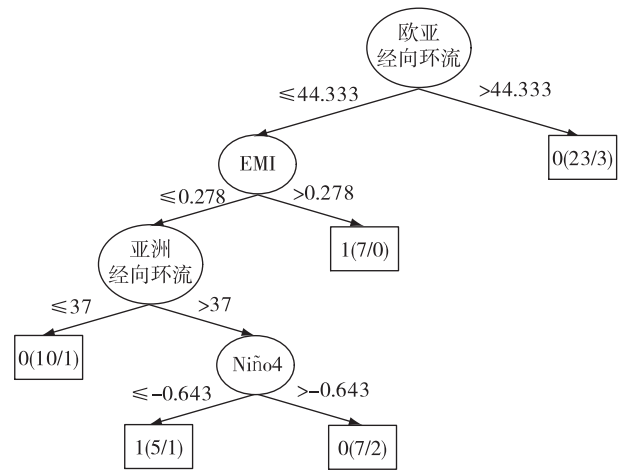 欧亚
经向环流
≤44.333
>44.333
EMI
0(23/3)
≤0.278
>0.278
亚洲
经向环流
1(7/0)
≤37
>37
0(10/1)
Niño4
≤-0.643
>-0.643
1(5/1)
0(7/2)